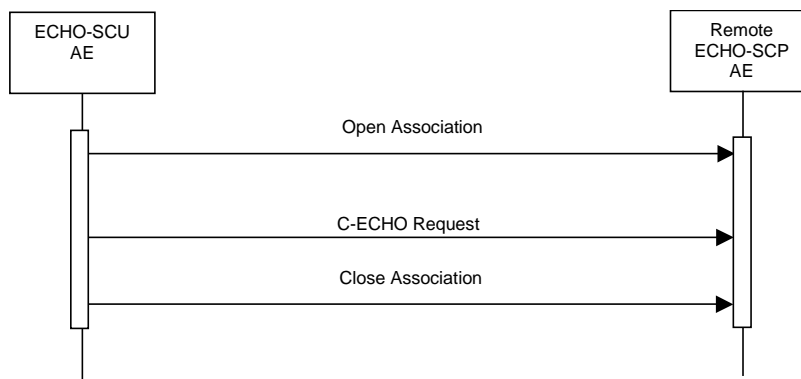 ECHO-SCU
AE
Remote
ECHO-SCP
AE
Open Association
C-ECHO Request
Close Association